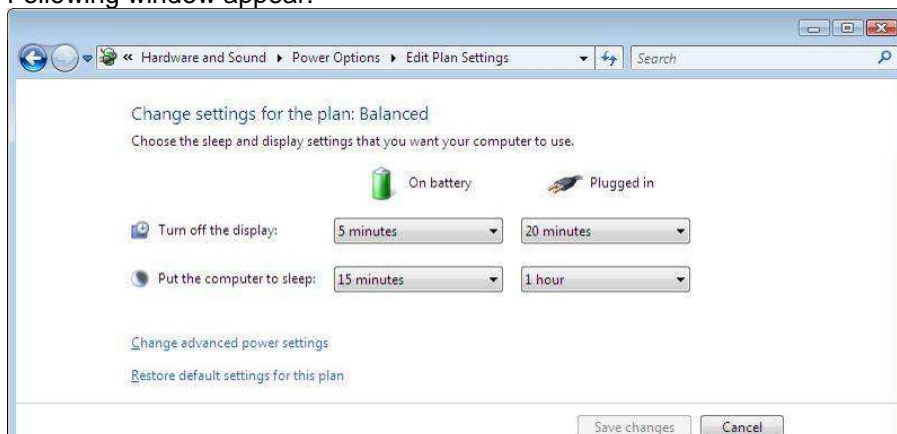 Following window appear:
« Hardware and Sound ▸ Power Options ▸ Edit Plan Settings Search
Change settings for the plan: Balanced
Choose the sleep and display settings that you want your computer to use.
On battery Plugged in
Turn off the display: 5 minutes 20 minutes
Put the computer to sleep: 15 minutes 1 hour
Change advanced power settings
Restore default settings for this plan
Save changes Cancel